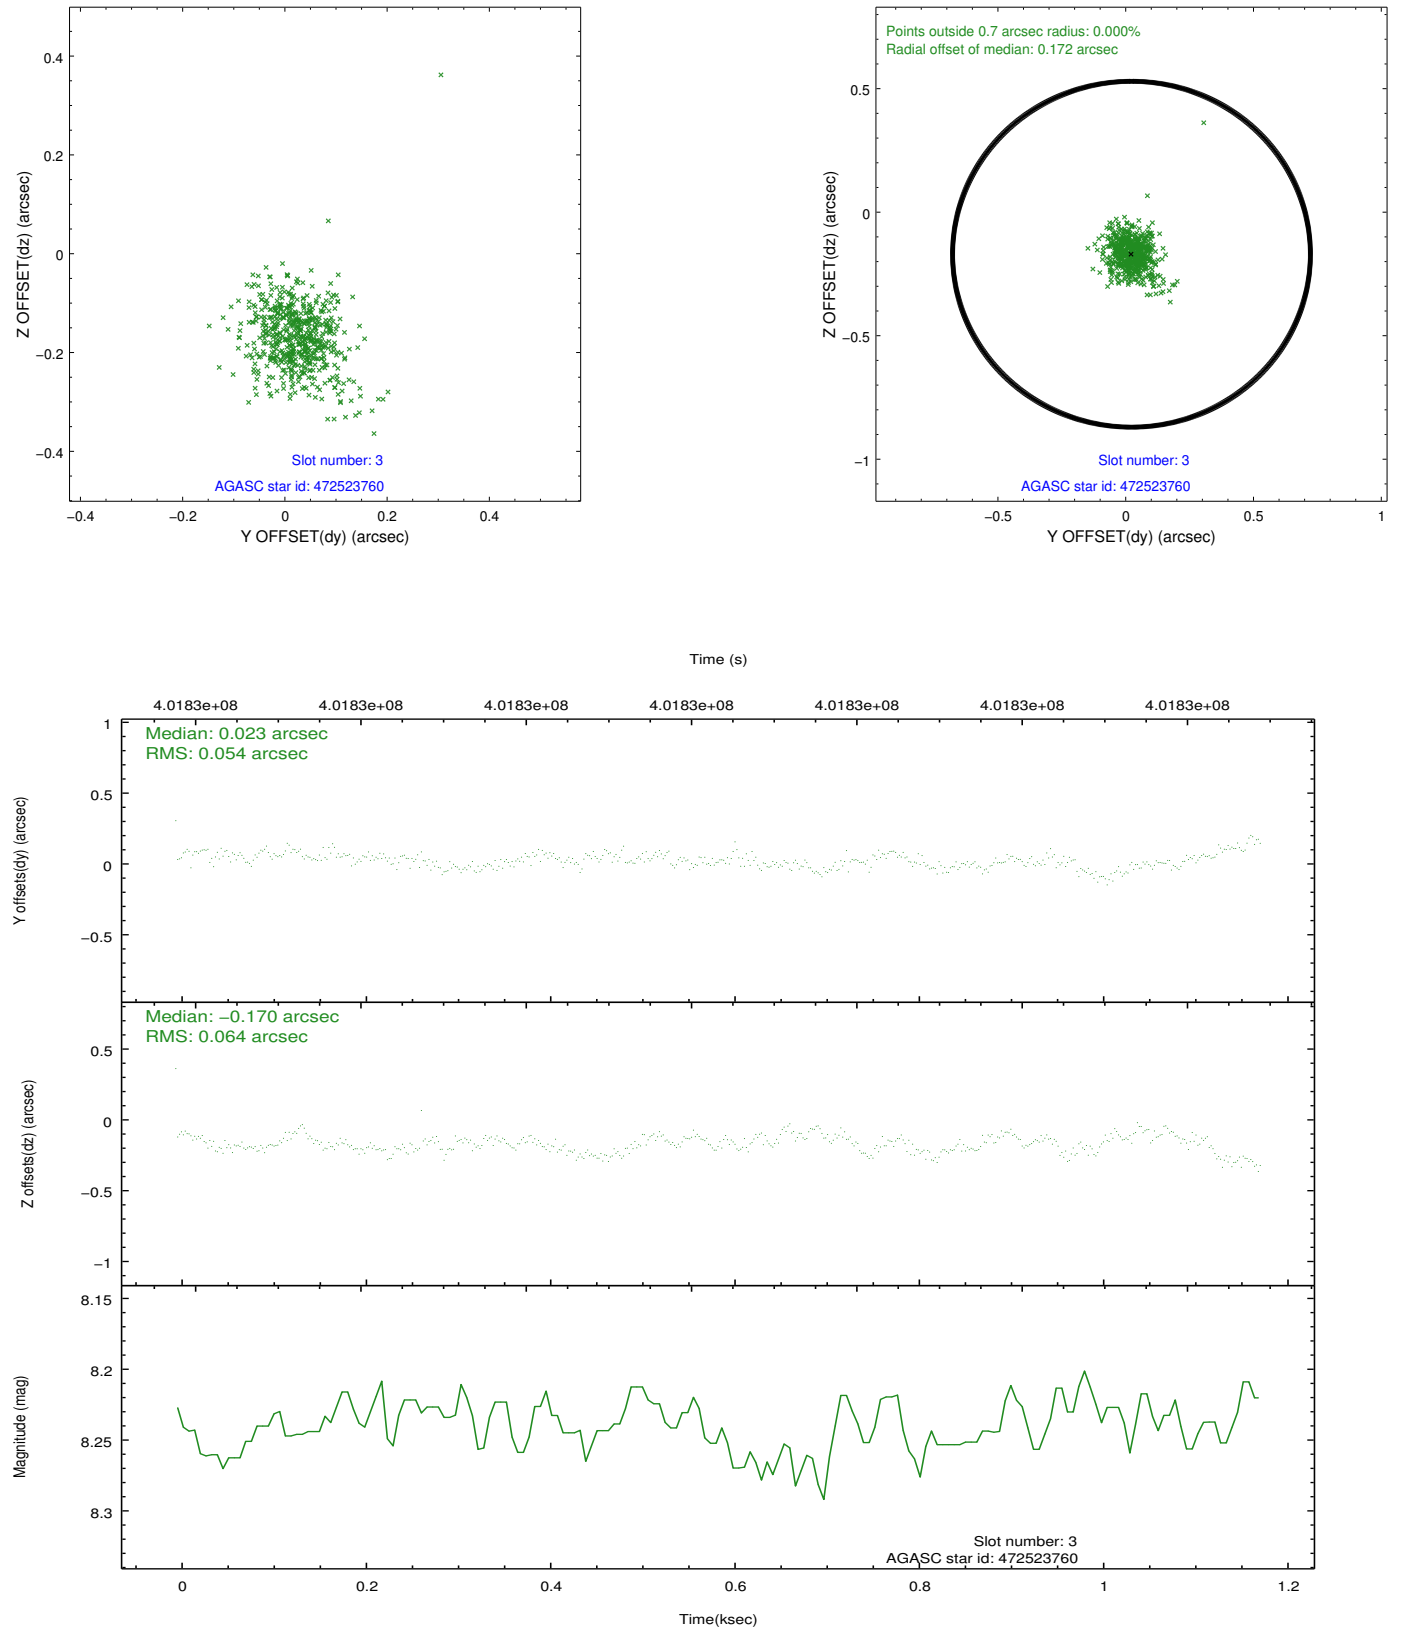 0.4
0.2
0
−0.2
−0.4
Z OFFSET(dz) (arcsec)
Slot number: 3
AGASC star id: 472523760
−0.4
−0.2
0
0.2
0.4
Y OFFSET(dy) (arcsec)
Points outside 0.7 arcsec radius: 0.000%
Radial offset of median: 0.172 arcsec
0.5
0
−0.5
−1
Z OFFSET(dz) (arcsec)
Slot number: 3
AGASC star id: 472523760
−0.5
0
0.5
1
Y OFFSET(dy) (arcsec)
Time (s)
4.0183e+08 4.0183e+08 4.0183e+08 4.0183e+08 4.0183e+08 4.0183e+08 4.0183e+08
Median: 0.023 arcsec
RMS: 0.054 arcsec
1
0.5
0
−0.5
Y offsets(dy) (arcsec)
Median: −0.170 arcsec
RMS: 0.064 arcsec
0.5
0
−0.5
−1
Z offsets(dz) (arcsec)
8.15
8.2
8.25
8.3
Magnitude (mag)
Slot number: 3
AGASC star id: 472523760
0 0.2 0.4 0.6 0.8 1 1.2
Time(ksec)